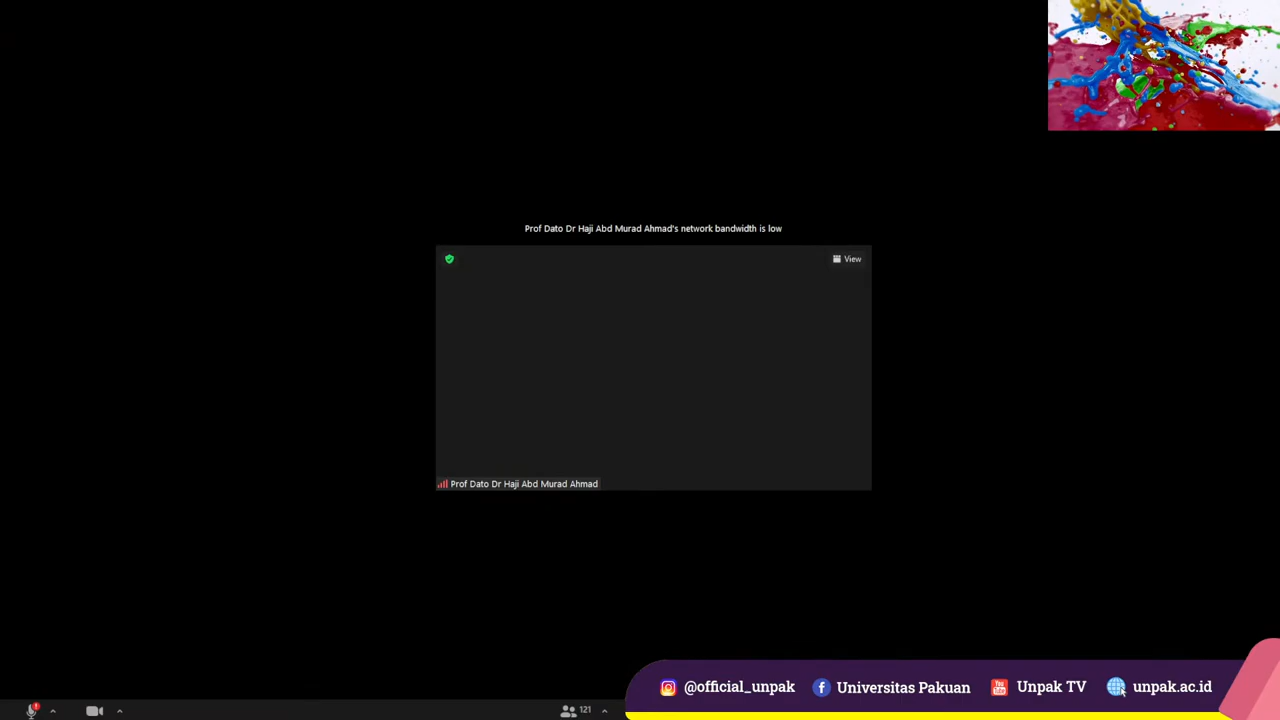 Prof Dato Dr Haji Abd Murad Ahmad's network bandwidth is low
View
Prof Dato Dr Haji Abd Murad Ahmad
121
@official_unpak Universitas Pakuan Unpak TV unpak.ac.id